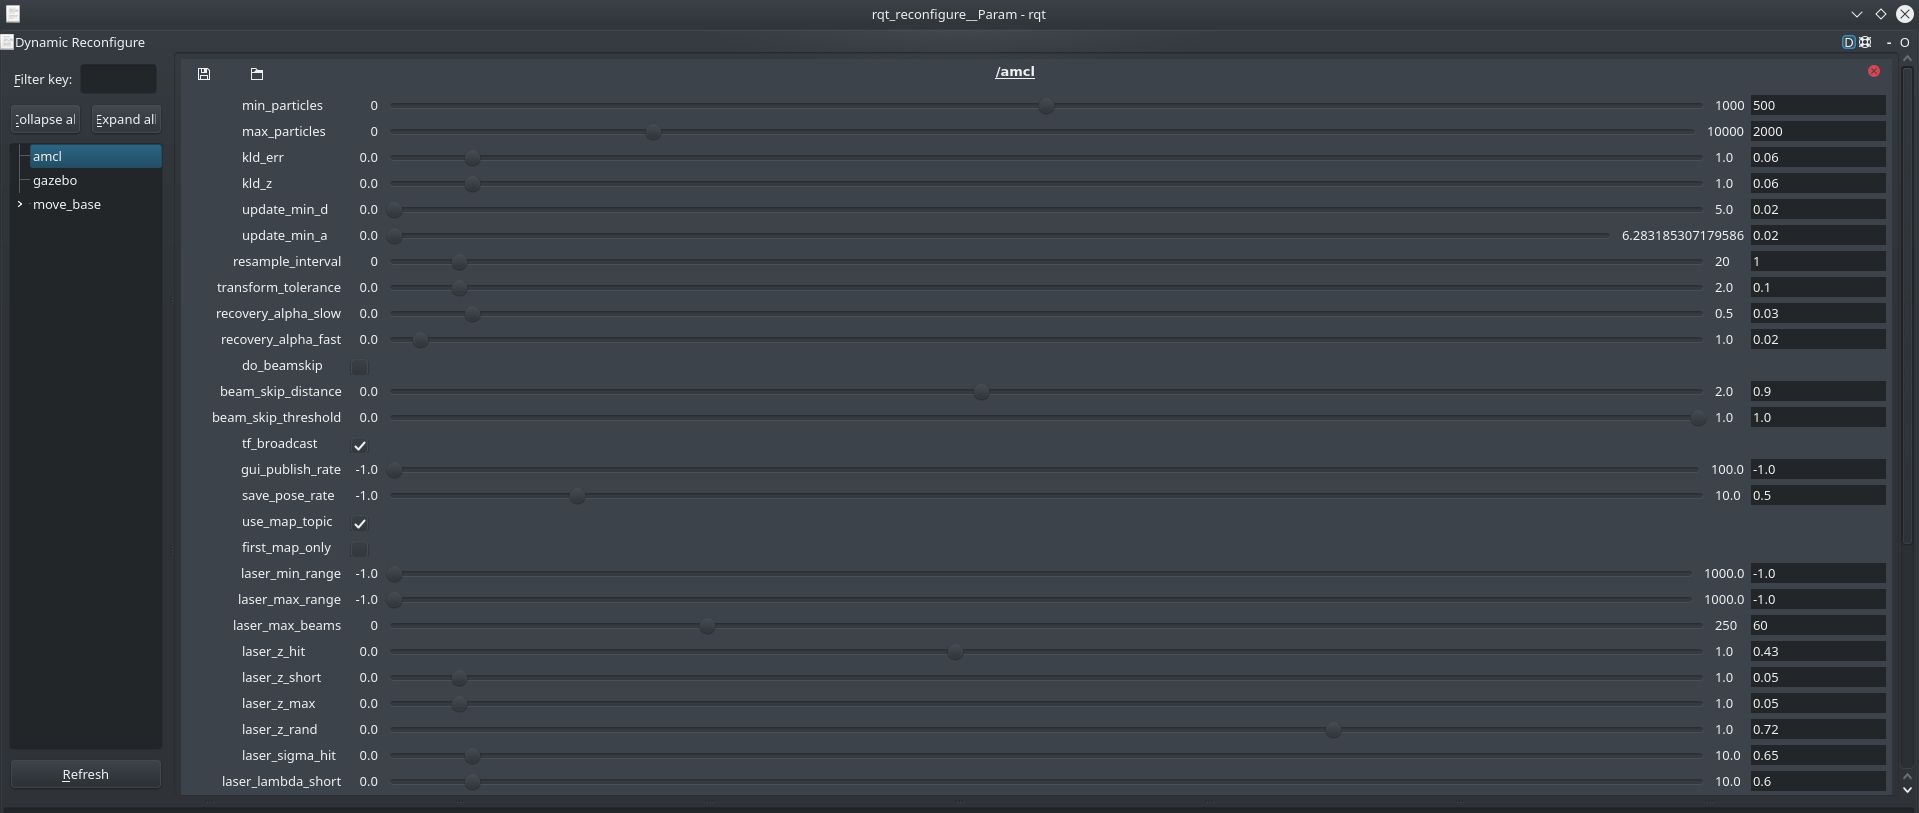 rqt_reconfigure__Param - rqt
Dynamic Reconfigure
D
- O
Filter key:
ollapse al
Expand all
amcl
gazebo
move_base
Refresh
/amcl
min_particles 0 1000 500
max_particles 0 10000 2000
kld_err 0.0 1.0 0.06
kld_z 0.0 1.0 0.06
update_min_d 0.0 5.0 0.02
update_min_a 0.0 6.283185307179586 0.02
resample_interval 0 20 1
transform_tolerance 0.0 2.0 0.1
recovery_alpha_slow 0.0 0.5 0.03
recovery_alpha_fast 0.0 1.0 0.02
do_beamskip
beam_skip_distance 0.0 2.0 0.9
beam_skip_threshold 0.0 1.0 1.0
tf_broadcast
gui_publish_rate -1.0 100.0 -1.0
save_pose_rate -1.0 10.0 0.5
use_map_topic
first_map_only
laser_min_range -1.0 1000.0 -1.0
laser_max_range -1.0 1000.0 -1.0
laser_max_beams 0 250 60
laser_z_hit 0.0 1.0 0.43
laser_z_short 0.0 1.0 0.05
laser_z_max 0.0 1.0 0.05
laser_z_rand 0.0 1.0 0.72
laser_sigma_hit 0.0 10.0 0.65
laser_lambda_short 0.0 10.0 0.6